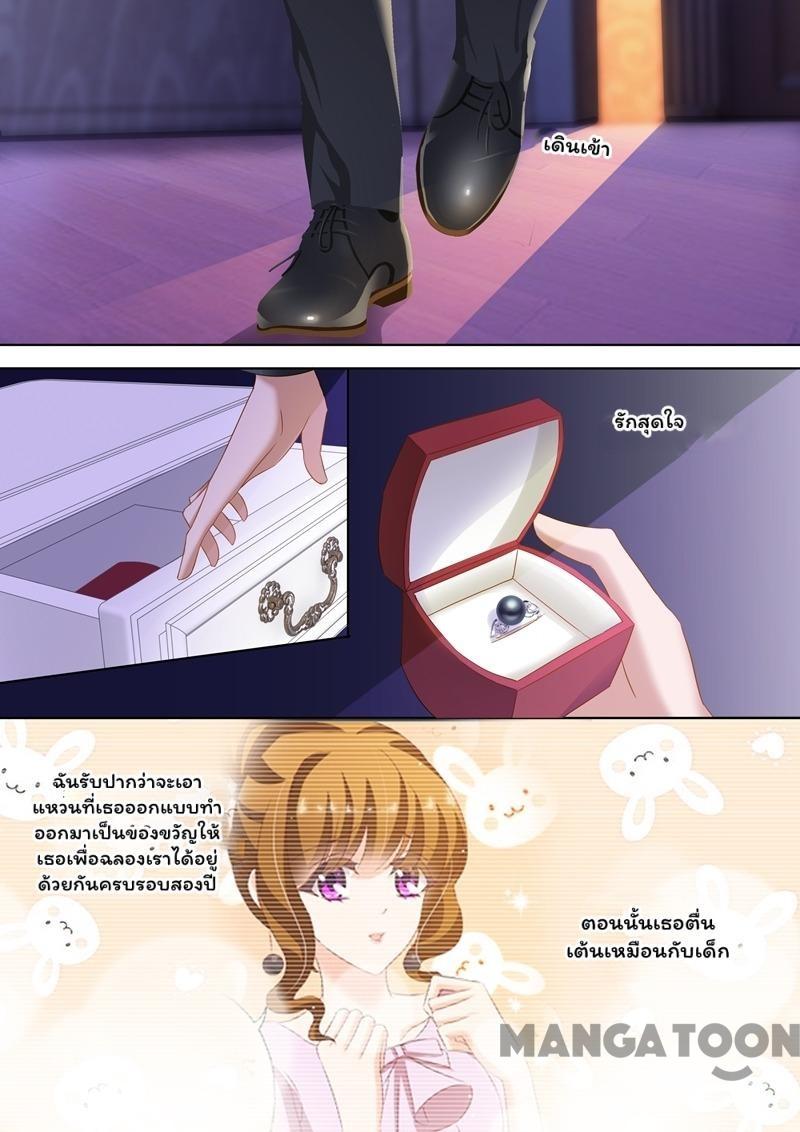 เดินเข้า
รักสุดใจ
ฉันรับปากว่าจะเอา
แหวนที่เธอออกแบบทำ
ออกมาเป็นของขวัญให้
เธอเพื่อฉลองเราได้อยู่
ด้วยกันครบรอบสองปี
ตอนนั้นเธอตื่น
เต้นเหมือนกับเด็ก
MANGATOON